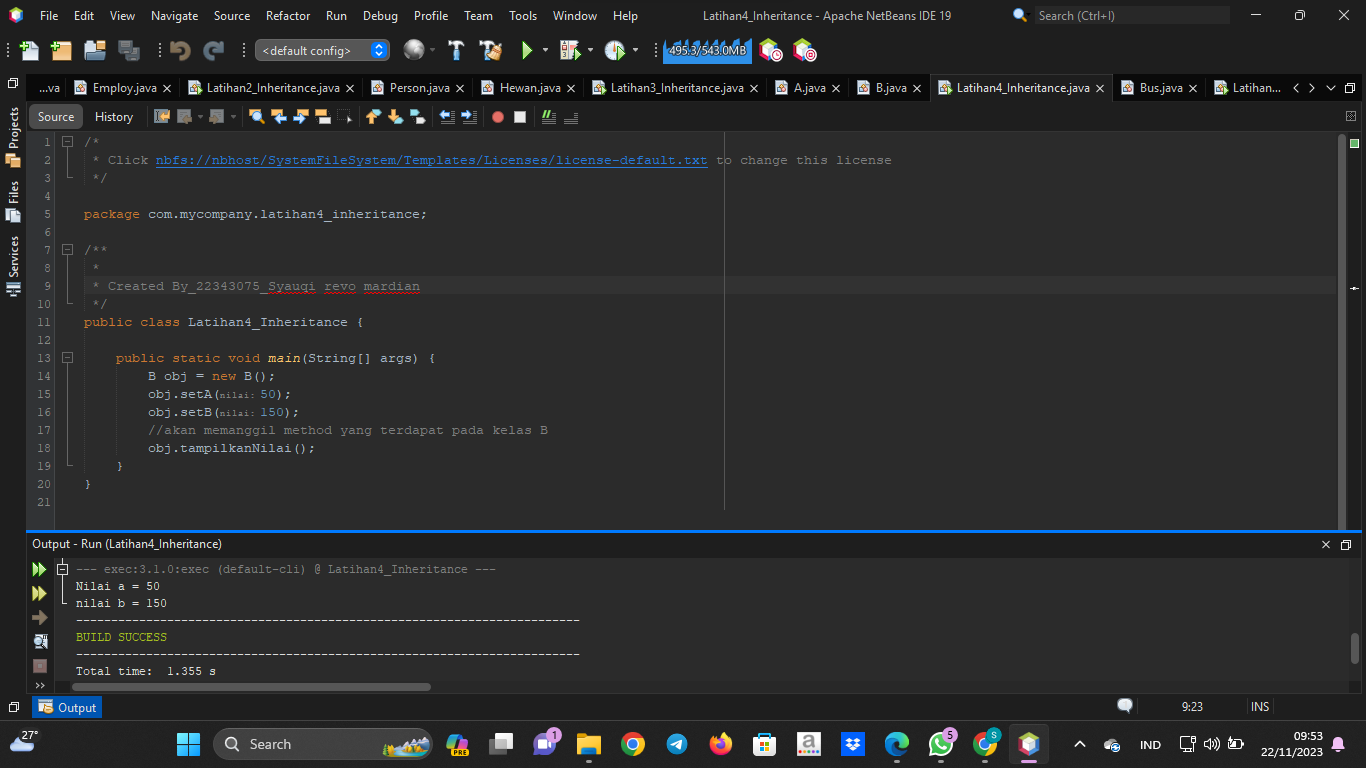 File Edit View Navigate Source Refactor Run Debug Profile Team Tools Window Help Latihan4_Inheritance - Apache NetBeans IDE 19 Search (Ctrl+I)
<default config> 495.3/543.0MB
...va Employ.java Latihan2_Inheritance.java Person.java Hewan.java Latihan3_Inheritance.java A.java B.java Latihan4_Inheritance.java Bus.java Latihan...
Source History
Projects
Files
Services
1 /*
2 * Click nbfs://nbhost/SystemFileSystem/Templates/Licenses/license-default.txt to change this license
3 */
4
5 package com.mycompany.latihan4_inheritance;
6
7 /**
8 *
9 * Created By_22343075_Syauqi revo mardian
10 */
11 public class Latihan4_Inheritance {
12
13 public static void main(String[] args) {
14 B obj = new B();
15 obj.setA(nilai: 50);
16 obj.setB(nilai: 150);
17 //akan memanggil method yang terdapat pada kelas B
18 obj.tampilkanNilai();
19 }
20 }
21
Output - Run (Latihan4_Inheritance)
--- exec:3.1.0:exec (default-cli) @ Latihan4_Inheritance ---
Nilai a = 50
nilai b = 150
------------------------------------------------------------------------
BUILD SUCCESS
------------------------------------------------------------------------
Total time: 1.355 s
Output 9:23 INS
27° Search PRE 1 a S 5 IND 09:53
22/11/2023